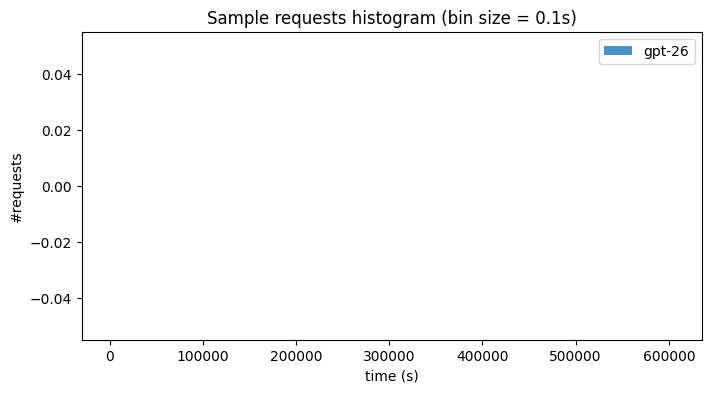 Sample requests histogram (bin size = 0.1s)
gpt-26
0.04
0.02
0.00
−0.02
−0.04
#requests
0 100000 200000 300000 400000 500000 600000
time (s)